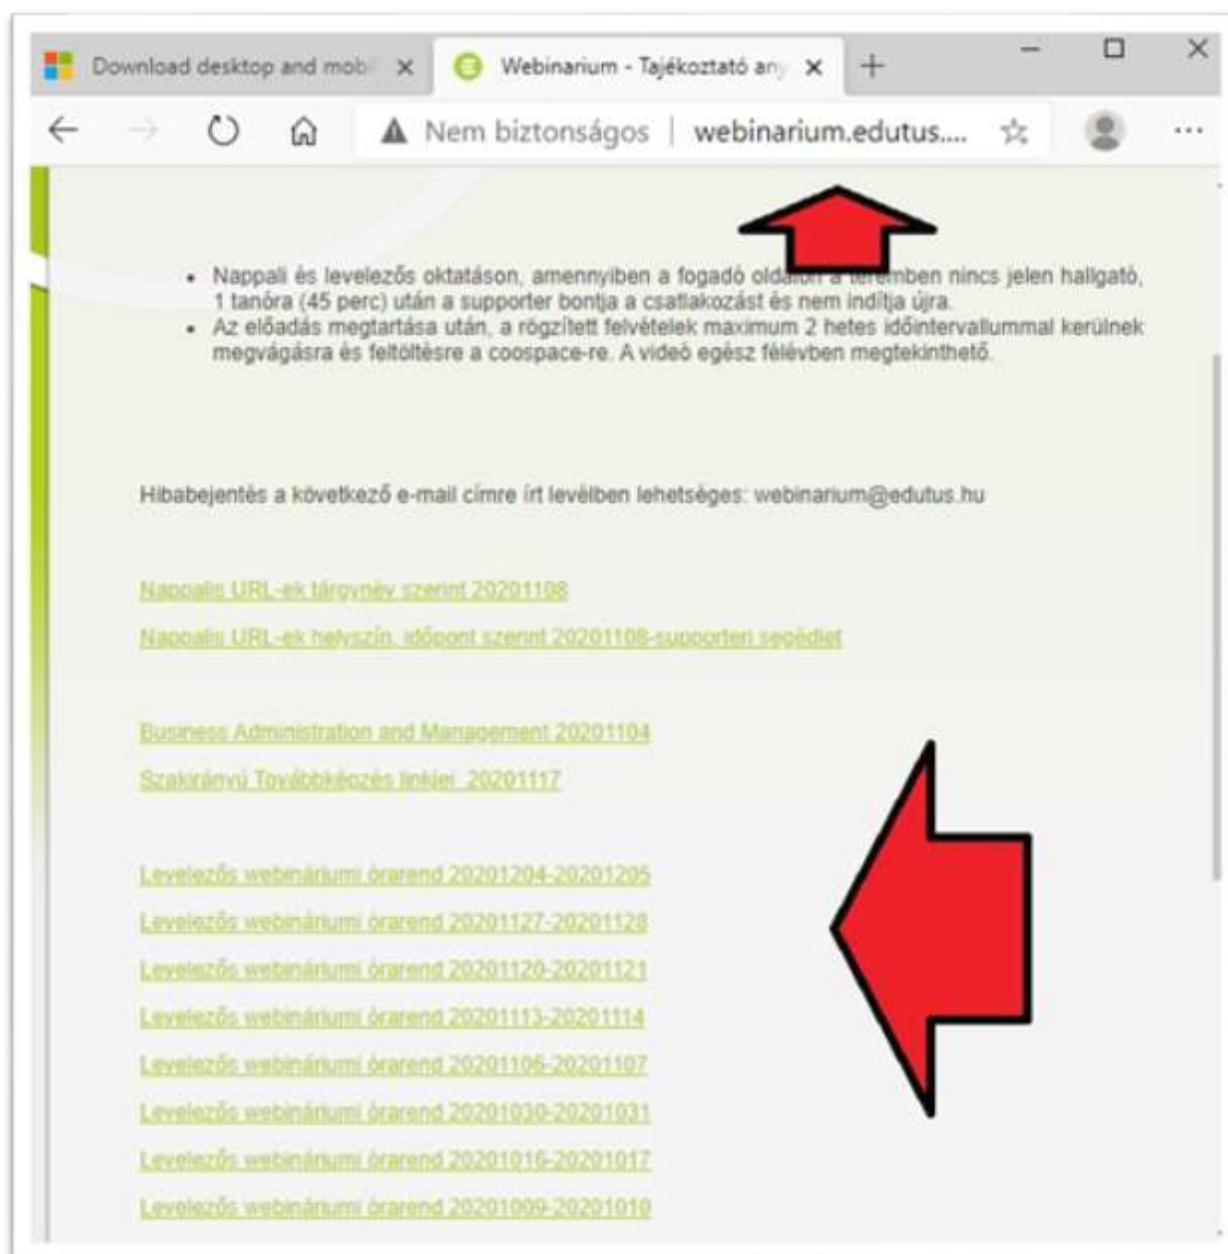 Download desktop and mobi
Webinarium - Tajékoztató any
Nem biztonságos | webinarium.edutus....
• Nappali és levelezős oktatáson, amennyiben a fogadó oldalon a teremben nincs jelen hallgató,
1 tanóra (45 perc) után a supporter bontja a csatlakozást és nem indítja újra.
• Az előadás megtartása után, a rögzített felvételek maximum 2 hetes időintervallummal kerülnek
megvágásra és feltöltésre a coospace-re. A videó egész félévben megtekinthető.
Hibabejentés a következő e-mail címre írt levélben lehetséges: webinarium@edutus.hu
Nappalis URL-ek tárgynév szerint 20201108
Nappalis URL-ek helyszín, időpont szerint 20201108-supporteri segédlet
Business Administration and Management 20201104
Szakirányú Továbbképzés linkjei 20201117
Levelezős webináriumi órarend 20201204-20201205
Levelezős webináriumi órarend 20201127-20201128
Levelezős webináriumi órarend 20201120-20201121
Levelezős webináriumi órarend 20201113-20201114
Levelezős webináriumi órarend 20201106-20201107
Levelezős webináriumi órarend 20201030-20201031
Levelezős webináriumi órarend 20201016-20201017
Levelezős webináriumi órarend 20201009-20201010